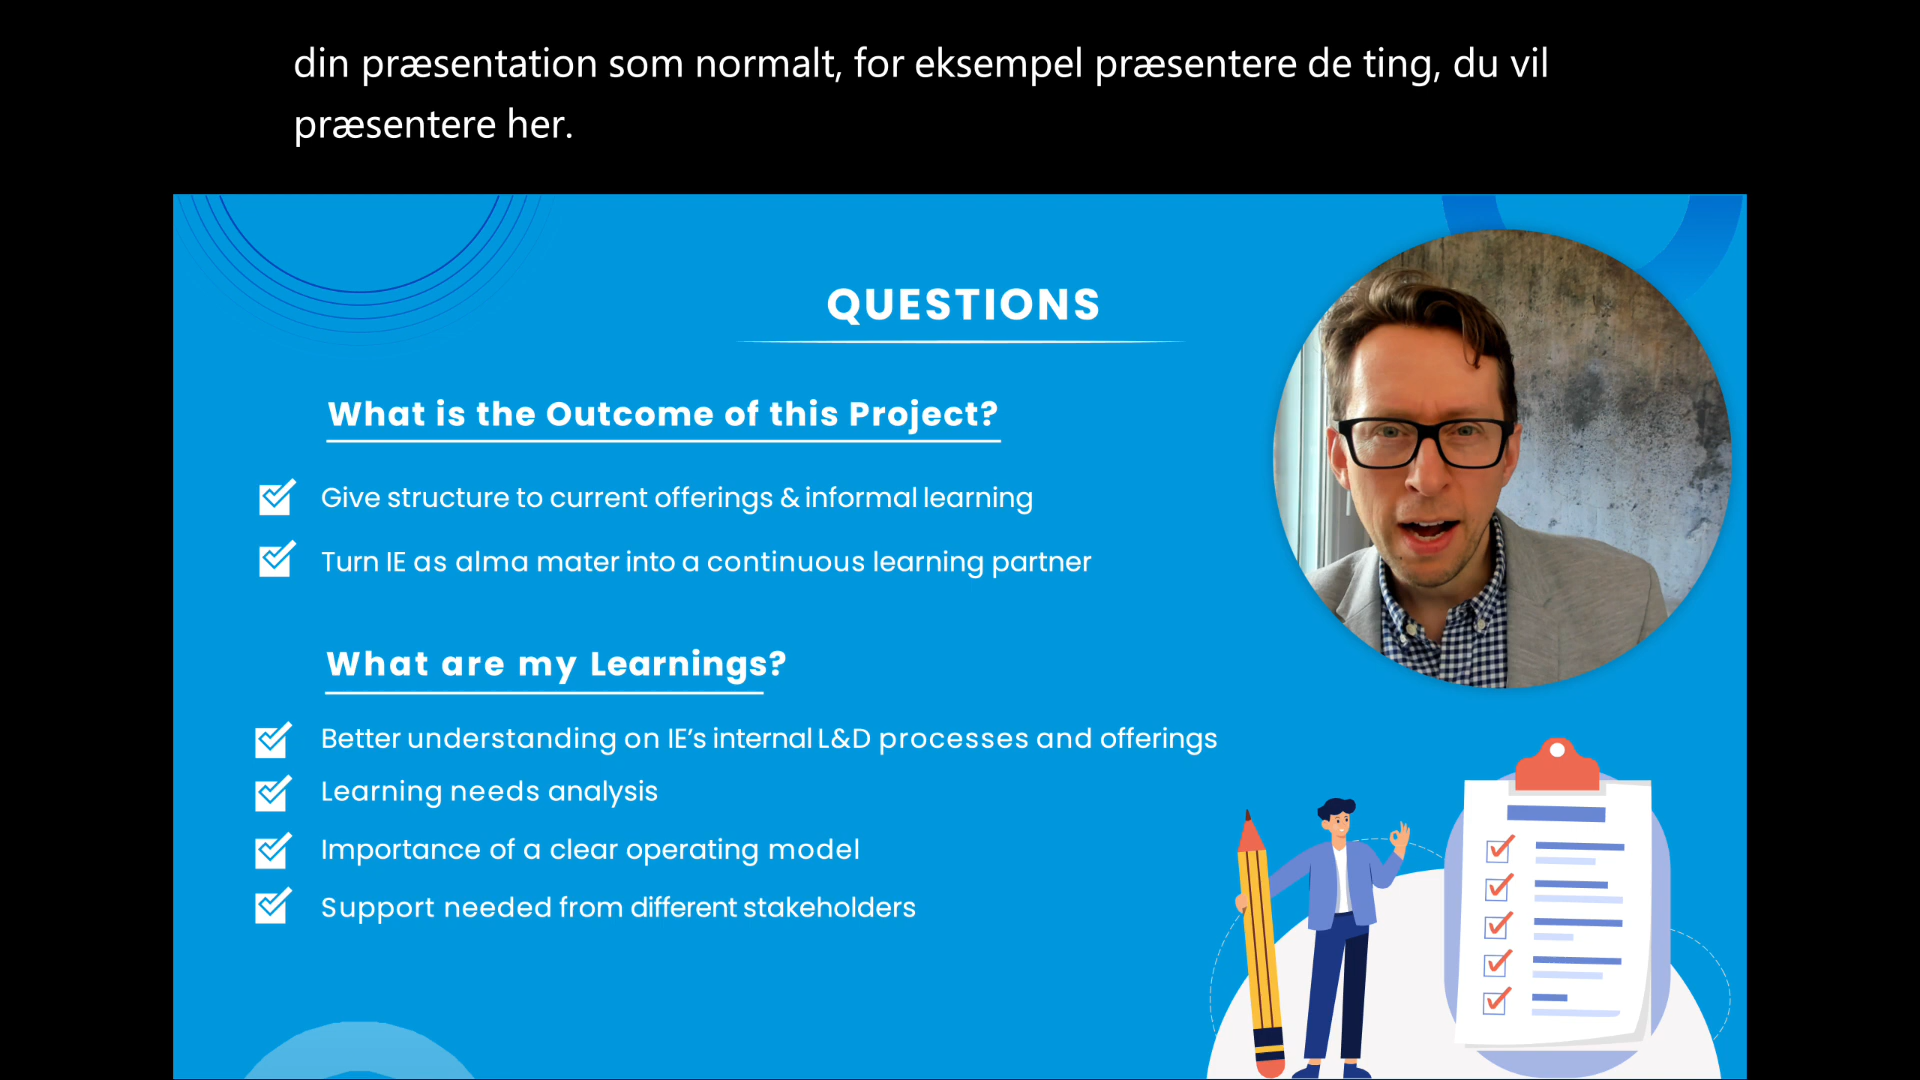 din præsentation som normalt, for eksempel præsentere de ting, du vil
præsentere her.
QUESTIONS
What is the Outcome of this Project?
Give structure to current offerings & informal learning
Turn IE as alma mater into a continuous learning partner
What are my Learnings?
Better understanding on IE’s internal L&D processes and offerings
Learning needs analysis
Importance of a clear operating model
Support needed from different stakeholders